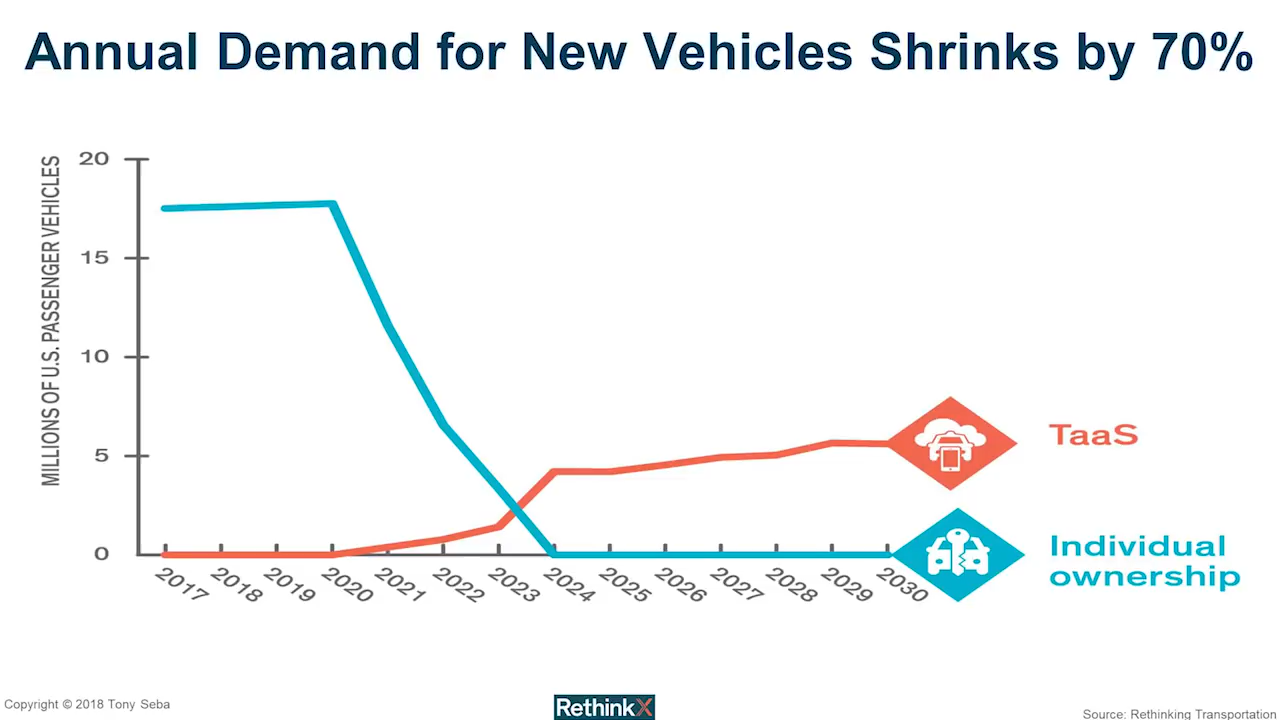 Annual Demand for New Vehicles Shrinks by 70%
MILLIONS OF U.S. PASSENGER VEHICLES
20
15
10
5
0
2017
2018
2019
2020
2021
2022
2023
2024
2025
2026
2027
2028
2029
2030
TaaS
Individual
ownership
Copyright © 2018 Tony Seba
RethinkX
Source: Rethinking Transportation